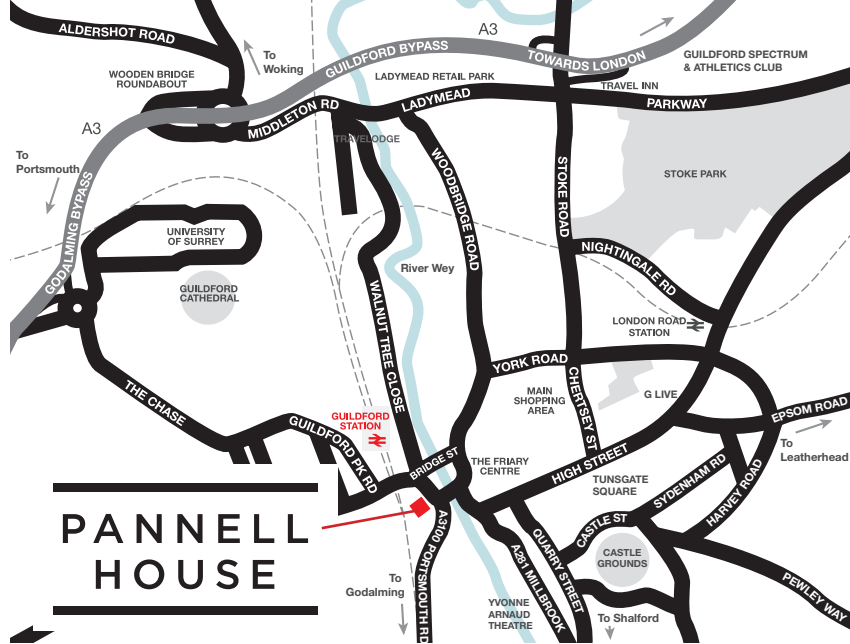 A3
ALDERSHOT ROAD
To
Woking
GUILDFORD BYPASS
TOWARDS LONDON
GUILDFORD SPECTRUM
& ATHLETICS CLUB
WOODEN BRIDGE
ROUNDABOUT
LADYMEAD RETAIL PARK
TRAVEL INN
LADYMEAD
PARKWAY
MIDDLETON RD
A3
TRAVELODGE
To
Portsmouth
GODALMING BYPASS
WOODBRIDGE ROAD
STOKE ROAD
STOKE PARK
UNIVERSITY
OF SURREY
NIGHTINGALE RD
River Wey
GUILDFORD
CATHEDRAL
WALNUT TREE CLOSE
LONDON ROAD
STATION
YORK ROAD
THE CHASE
MAIN
SHOPPING
AREA
CHERTSEY ST
G LIVE
EPSOM ROAD
GUILDFORD
STATION
GUILDFORD PK RD
To
Leatherhead
BRIDGE ST
THE FRIARY
CENTRE
HIGH STREET
TUNSGATE
SQUARE
SYDENHAM RD
HARVEY ROAD
PANNELL
HOUSE
A3100 PORTSMOUTH RD
CASTLE ST
QUARRY STREET
A281 MILLBROOK
CASTLE
GROUNDS
To
Godalming
PEWLEY WAY
YVONNE
ARNAUD
THEATRE
To Shalford